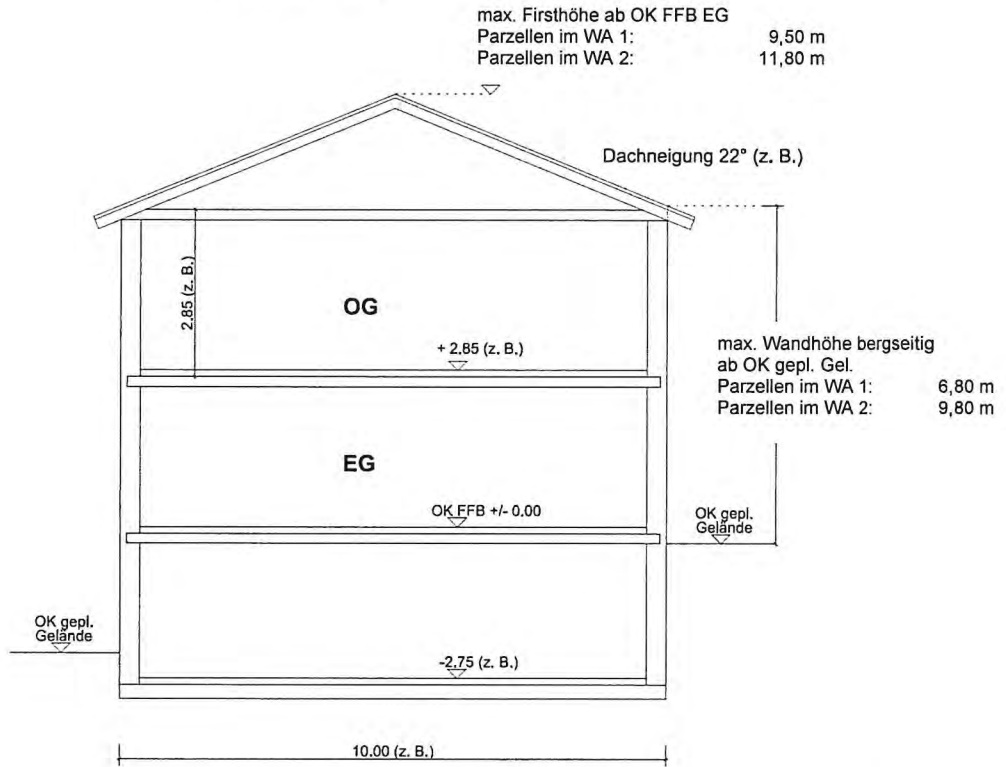 max. Firsthöhe ab OK FFB EG
Parzellen im WA 1: 9,50 m
Parzellen im WA 2: 11,80 m
Dachneigung 22° (z. B.)
2.85 (z. B.)
OG
+ 2.85 (z. B.)
max. Wandhöhe bergseitig
ab OK gepl. Gel.
Parzellen im WA 1: 6,80 m
Parzellen im WA 2: 9,80 m
EG
OK FFB +/- 0.00
OK gepl.
Gelände
OK gepl.
Gelände
-2.75 (z. B.)
10.00 (z. B.)